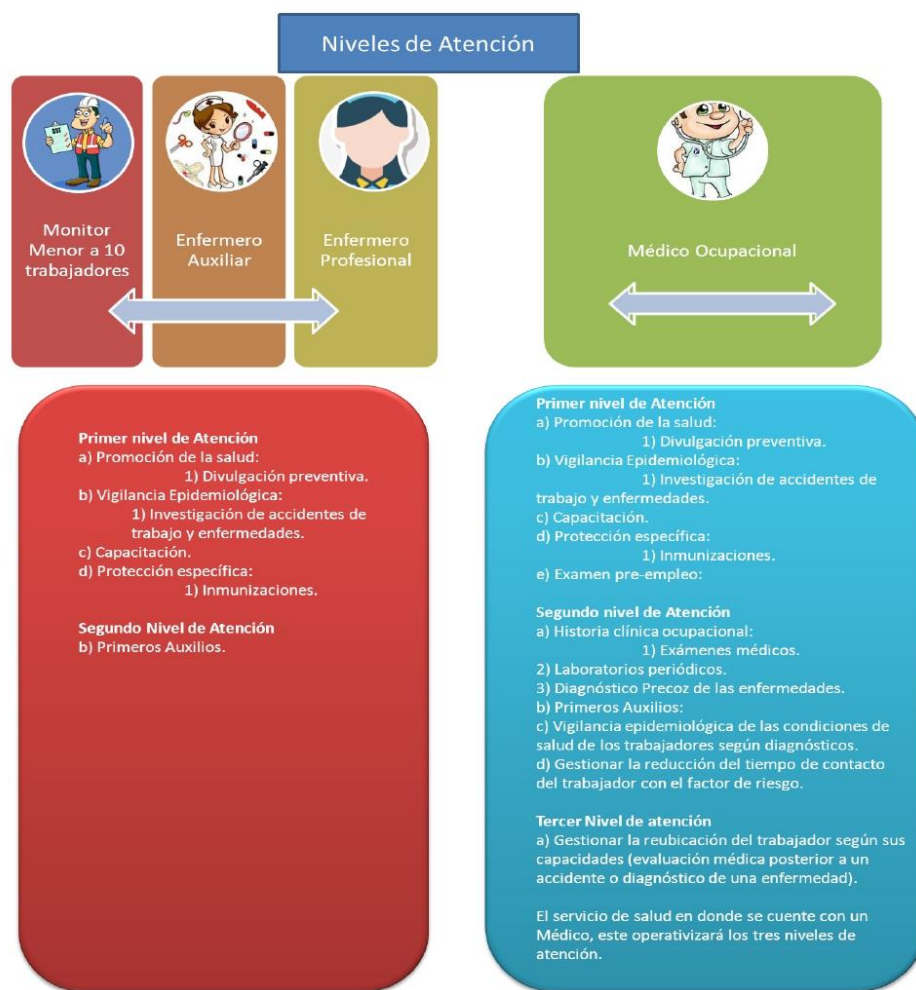 Niveles de Atención
Monitor
Menor a 10
trabajadores
Enfermero
Auxiliar
Enfermero
Profesional
Médico Ocupacional
Primer nivel de Atención
a) Promoción de la salud:
1) Divulgación preventiva.
b) Vigilancia Epidemiológica:
1) Investigación de accidentes de
trabajo y enfermedades.
c) Capacitación.
d) Protección específica:
1) Inmunizaciones.
Segundo Nivel de Atención
b) Primeros Auxilios.
Primer nivel de Atención
a) Promoción de la salud:
1) Divulgación preventiva.
b) Vigilancia Epidemiológica:
1) Investigación de accidentes de
trabajo y enfermedades.
c) Capacitación.
d) Protección específica:
1) Inmunizaciones.
e) Examen pre-empleo:
Segundo nivel de Atención
a) Historia clínica ocupacional:
1) Exámenes médicos.
2) Laboratorios periódicos.
3) Diagnóstico Precoz de las enfermedades.
b) Primeros Auxilios:
c) Vigilancia epidemiológica de las condiciones de
salud de los trabajadores según diagnósticos.
d) Gestionar la reducción del tiempo de contacto
del trabajador con el factor de riesgo.
Tercer Nivel de atención
a) Gestionar la reubicación del trabajador según sus
capacidades (evaluación médica posterior a un
accidente o diagnóstico de una enfermedad).
El servicio de salud en donde se cuente con un
Médico, este operativizará los tres niveles de
atención.